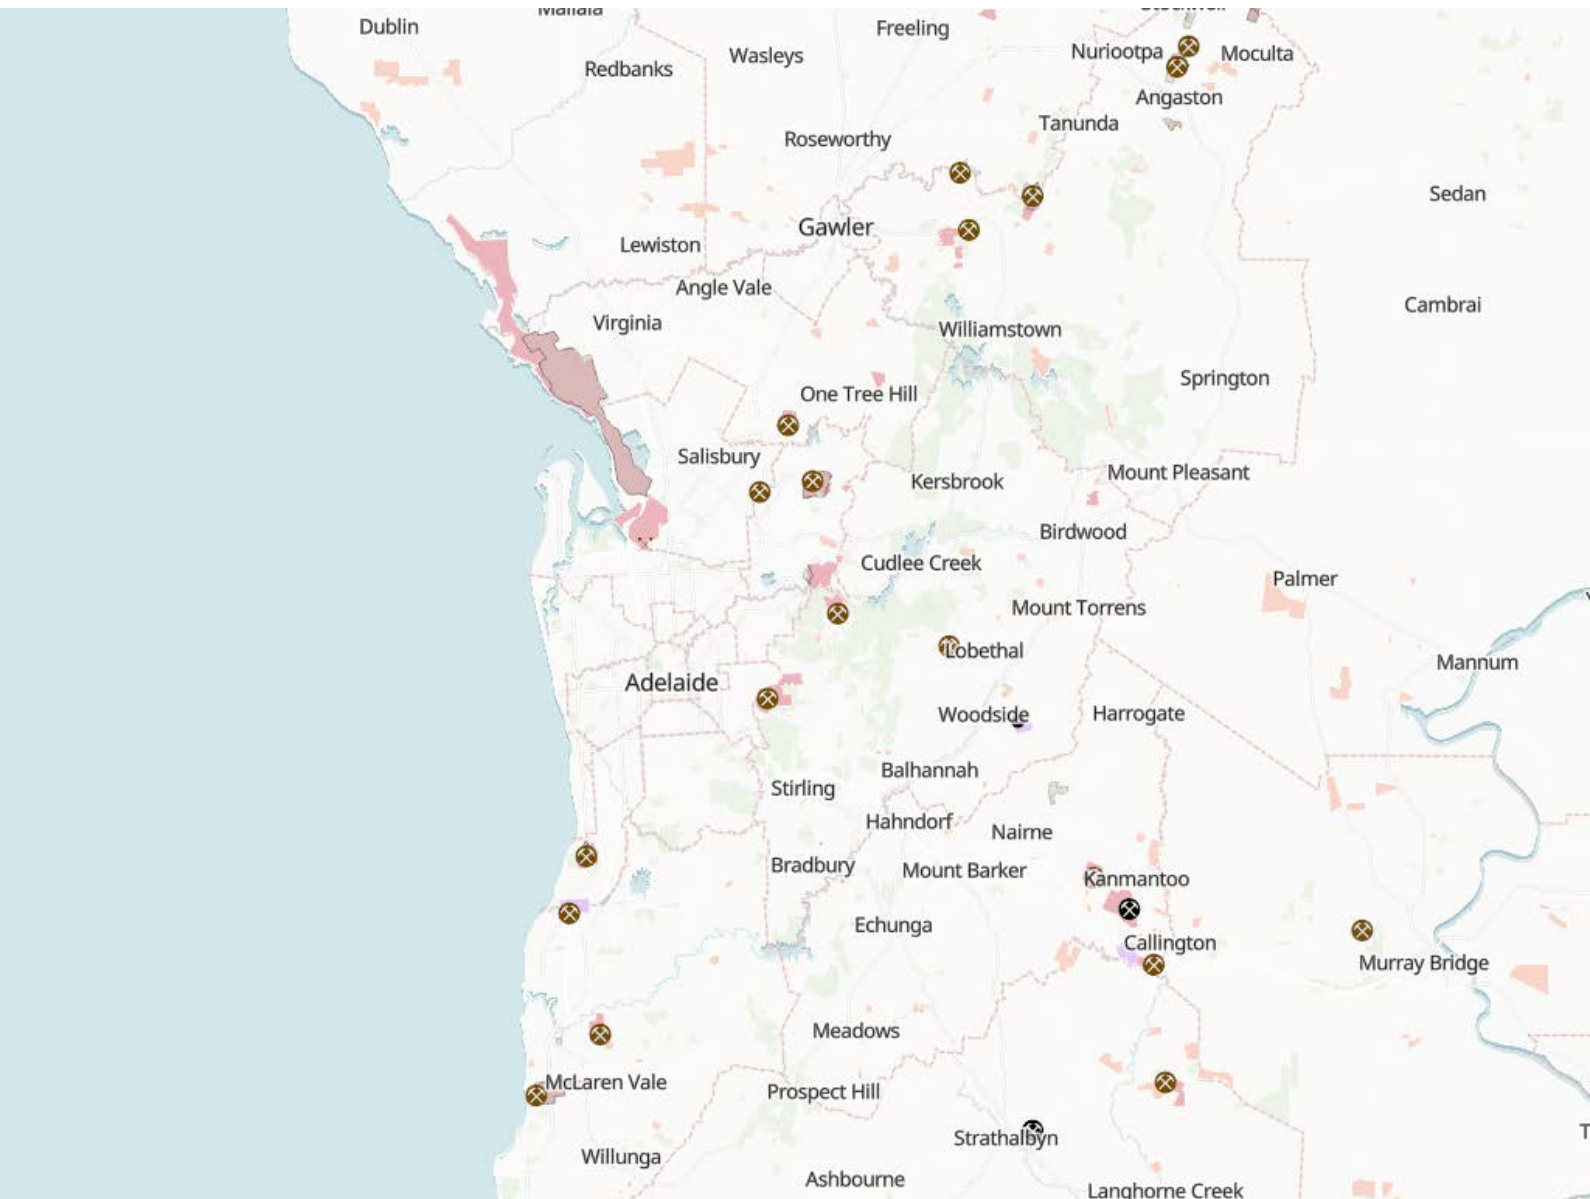 Mallala
Dublin
Freeling
Nuriootpa
Moculta
Wasleys
Redbanks
Angaston
Tanunda
Roseworthy
Sedan
Gawler
Lewiston
Angle Vale
Cambrai
Virginia
Williamstown
Springton
One Tree Hill
Salisbury
Mount Pleasant
Kersbrook
Birdwood
Cudlee Creek
Palmer
Mount Torrens
Lobethal
Mannum
Adelaide
Woodside
Harrogate
Balhannah
Stirling
Hahndorf
Nairne
Bradbury
Mount Barker
Kanmantoo
Echunga
Callington
Murray Bridge
Meadows
McLaren Vale
Prospect Hill
Strathalbyn
Willunga
Ashbourne
Langhorne Creek